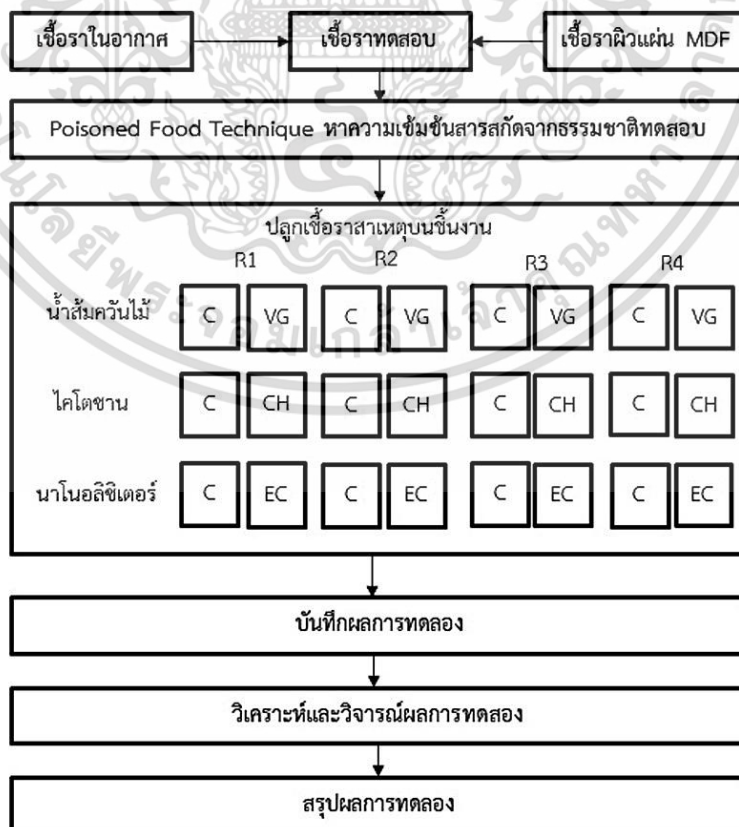 เชื้อราในอากาศ เชื้อราทดสอบ เชื้อราผิวแผ่น MDF
Poisoned Food Technique หาความเข้มข้นสารสกัดจากธรรมชาติทดสอบ
ปลูกเชื้อราสาเหตุบนชิ้นงาน
R1 R2 R3 R4
น้ำส้มควันไม้ C VG C VG C VG C VG
ไคโตซาน C CH C CH C CH C CH
นาโนอลิซิเตอร์ C EC C EC C EC C EC
บันทึกผลการทดลอง
วิเคราะห์และวิจารณ์ผลการทดสอง
สรุปผลการทดลอง